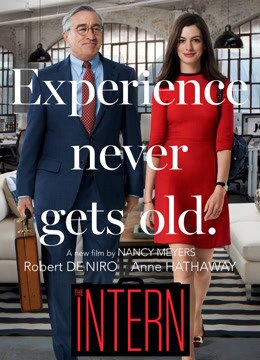 Experience
never
gets old.
A new film by NANCY MEYERS
Robert DE NIRO · Anne HATHAWAY
THE
INTERN